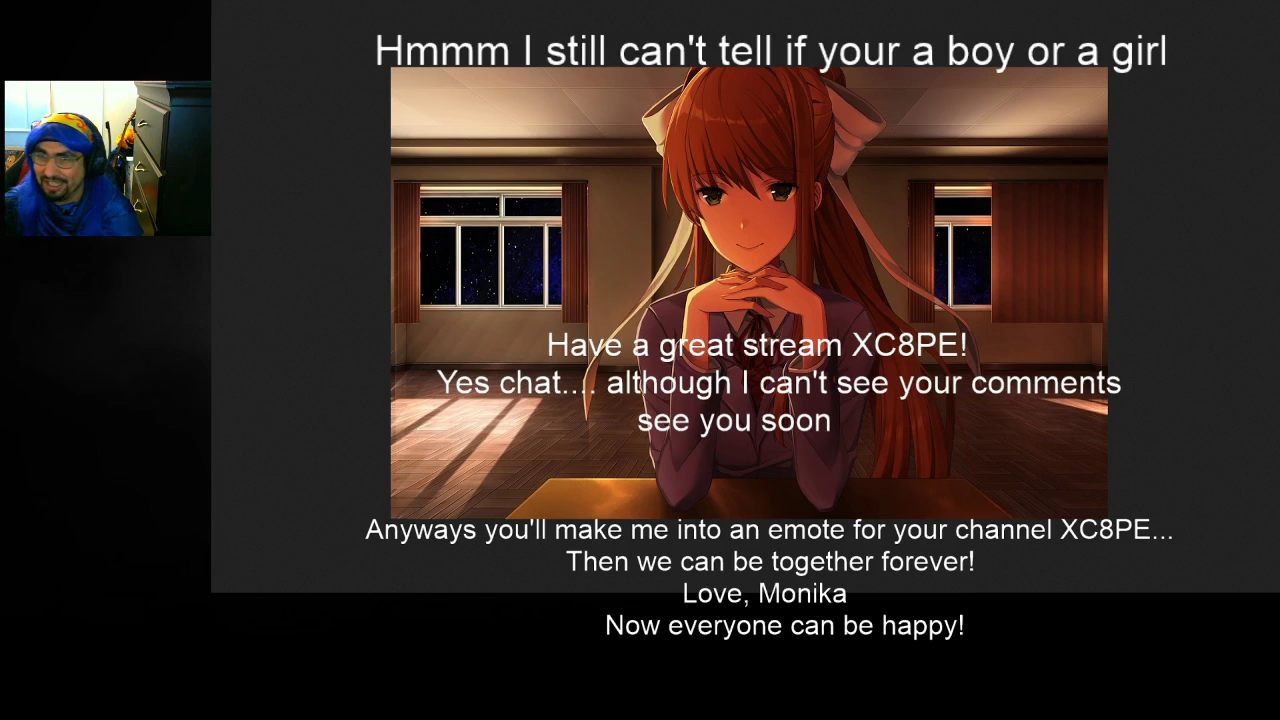 Hmmm I still can't tell if your a boy or a girl
Have a great stream XC8PE!
Yes chat.... although I can't see your comments
see you soon
Anyways you'll make me into an emote for your channel XC8PE...
Then we can be together forever!
Love, Monika
Now everyone can be happy!